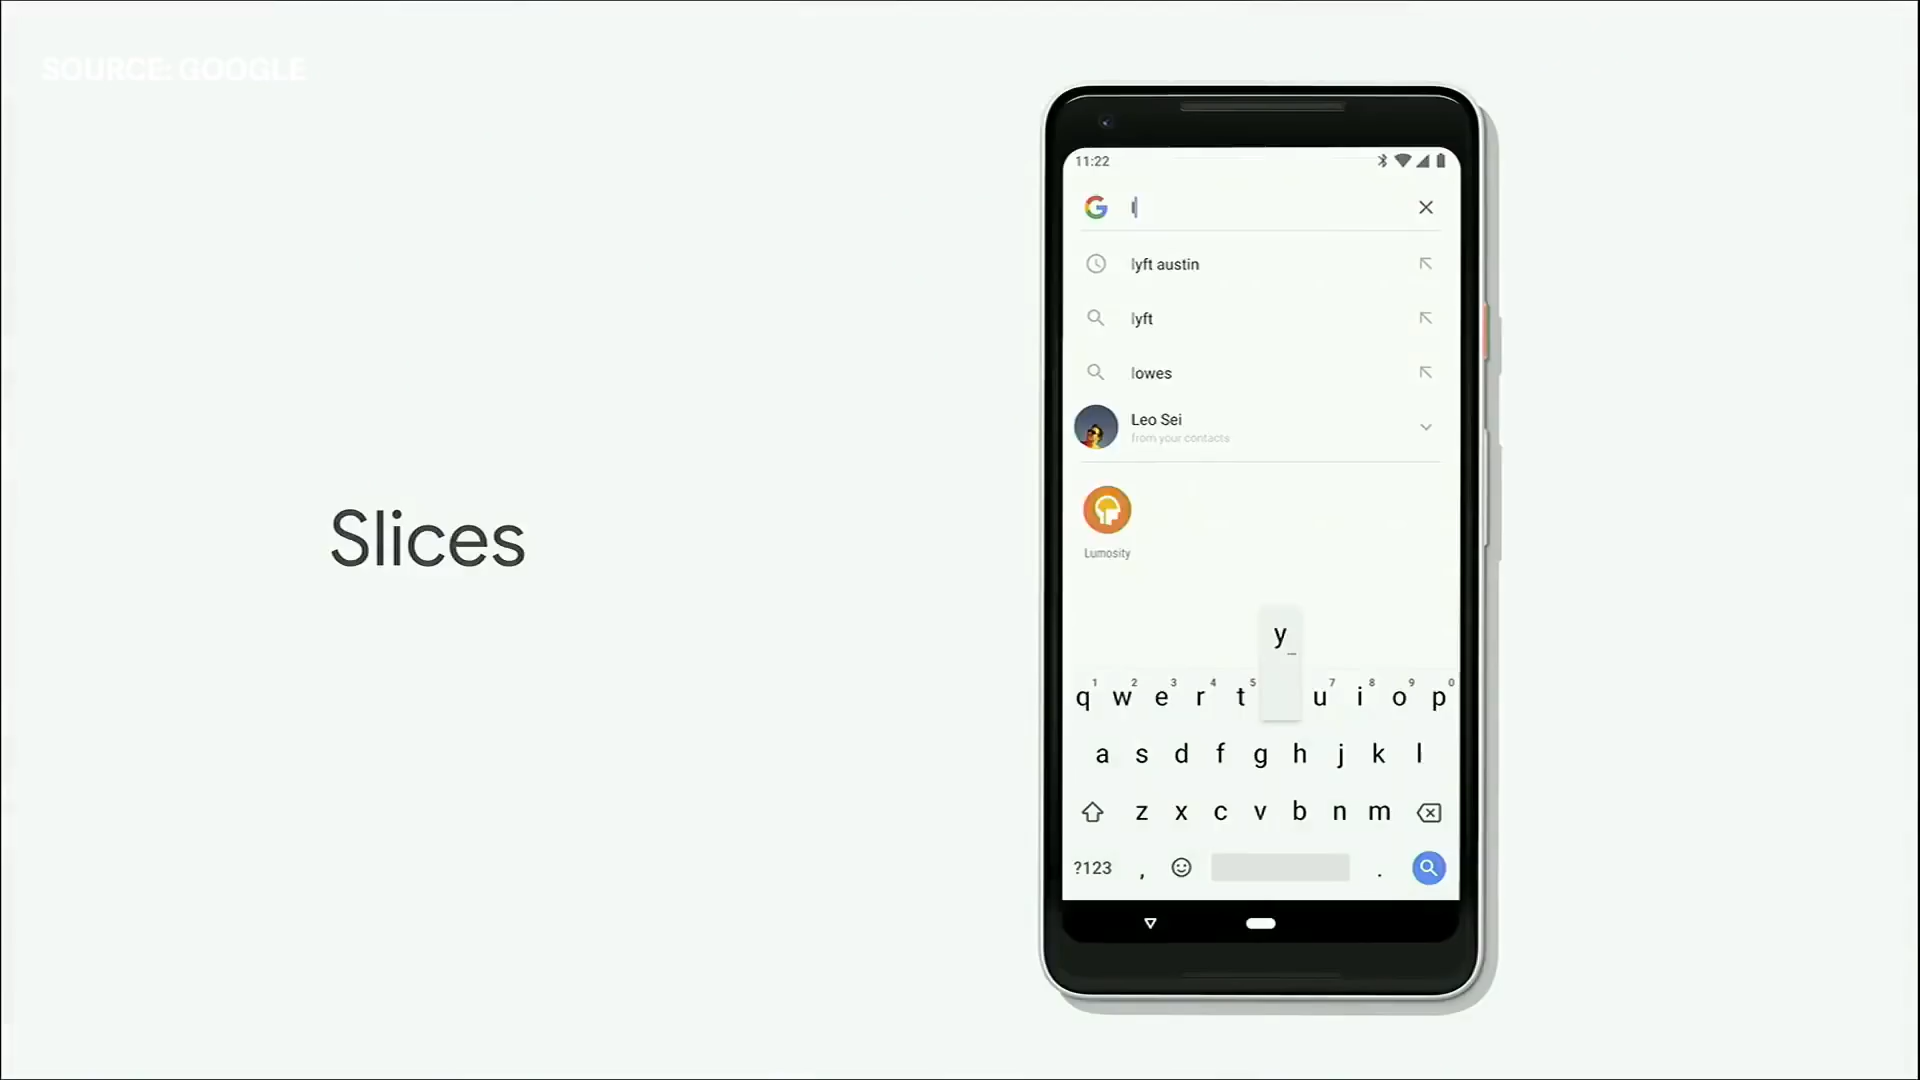 SOURCE: GOOGLE
Slices
11:22
l
lyft austin
lyft
lowes
Leo Sei
from your contacts
Lumosity
y
1 2 3 4 5 7 8 9 0
q w e r t u i o p
a s d f g h j k l
z x c v b n m
?123 , .